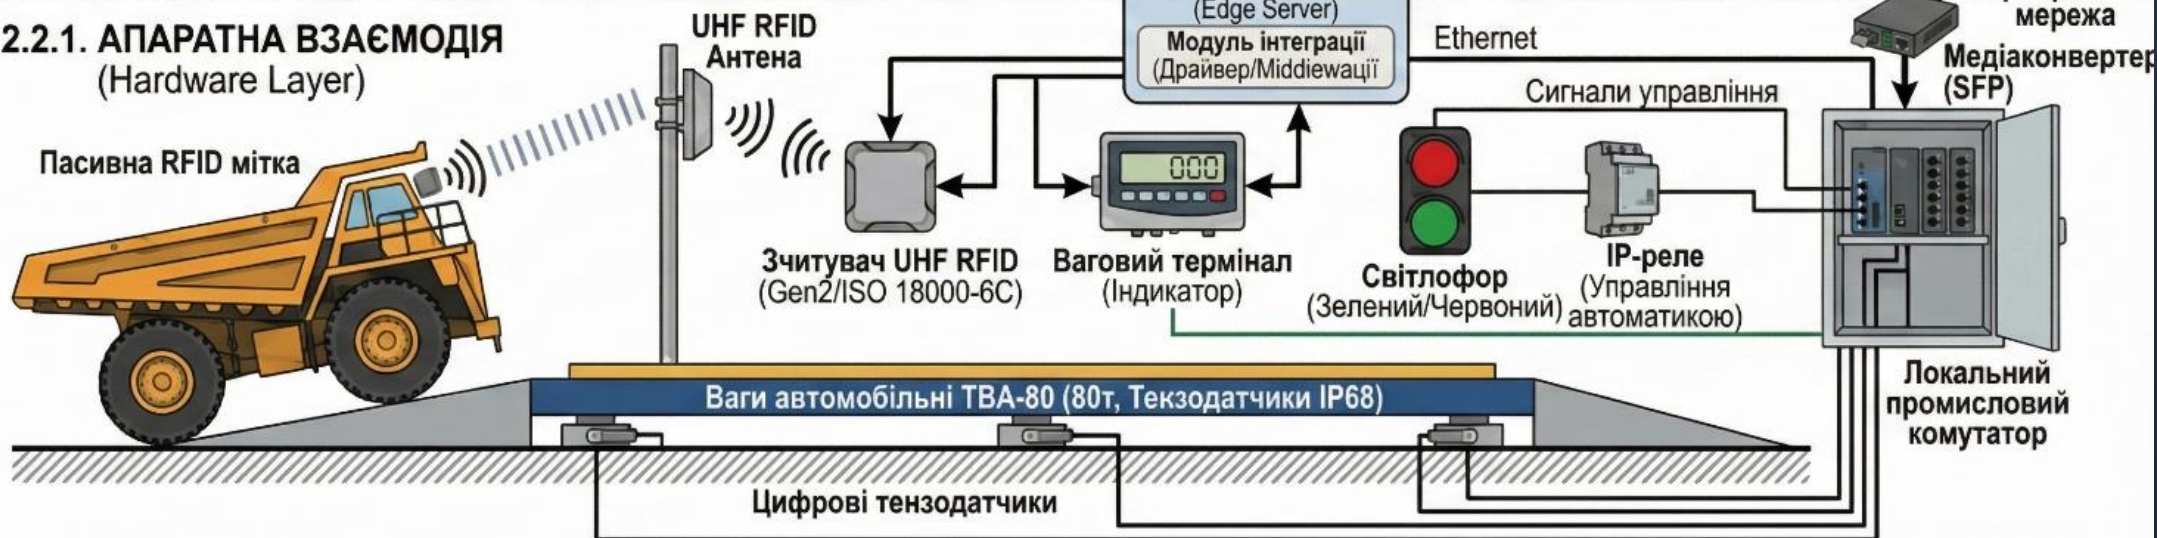 2.2.1. АПАРАТНА ВЗАЄМОДІЯ
(Hardware Layer)
UHF RFID
Антена
Пасивна RFID мітка
(Edge Server)
Модуль інтеграції
(Драйвер/Middiewації
Ethernet
мережа
Медіаконвертер
(SFP)
Сигнали управління
000
Зчитувач UHF RFID
(Gen2/ISO 18000-6C)
Ваговий термінал
(Індикатор)
Світлофор
(Зелений/Червоний)
IP-реле
(Управління
автоматикою)
Локальний
промисловий
комутатор
Ваги автомобільні ТВА-80 (80т, Текзодатчики IP68)
Цифрові тензодатчики